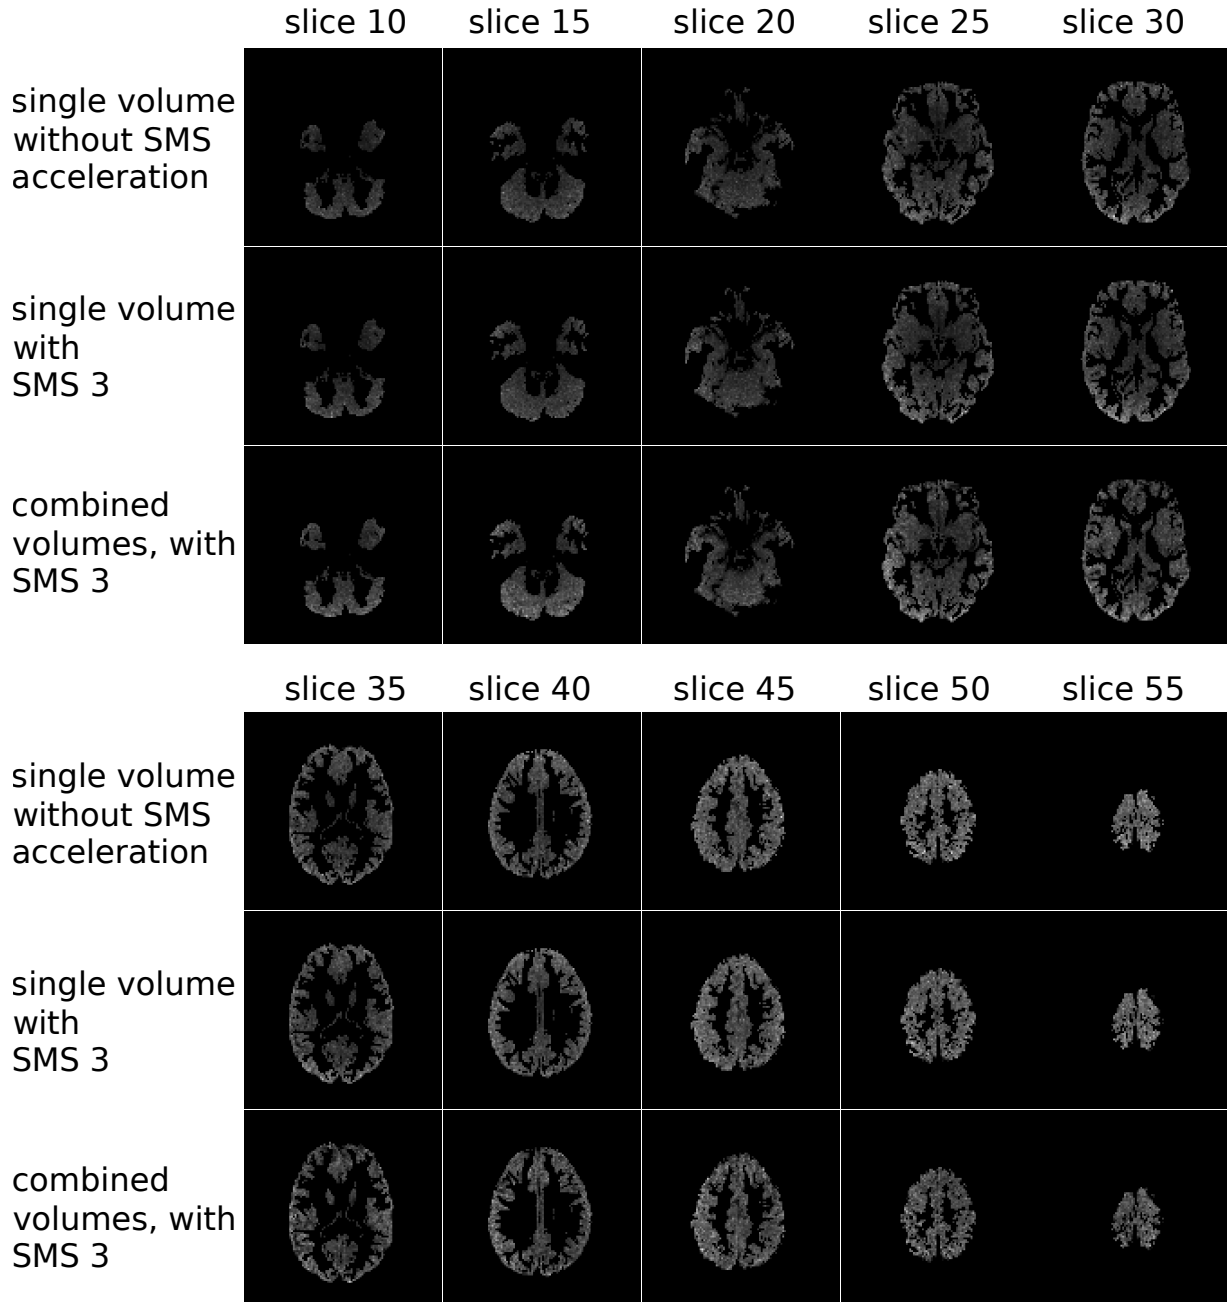 slice 10
slice 15
slice 20
slice 25
slice 30
single volume
without SMS
acceleration
single volume
with
SMS 3
combined
volumes, with
SMS 3
slice 35
slice 40
slice 45
slice 50
slice 55
single volume
without SMS
acceleration
single volume
with
SMS 3
combined
volumes, with
SMS 3